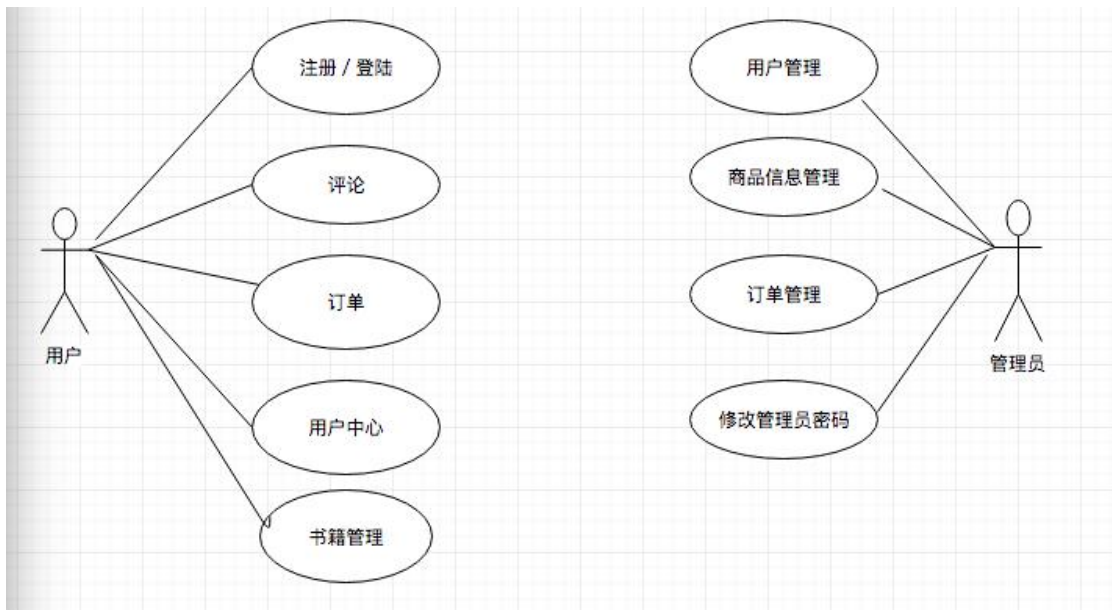 注册 / 登陆
评论
订单
用户中心
书籍管理
用户
用户管理
商品信息管理
订单管理
修改管理员密码
管理员